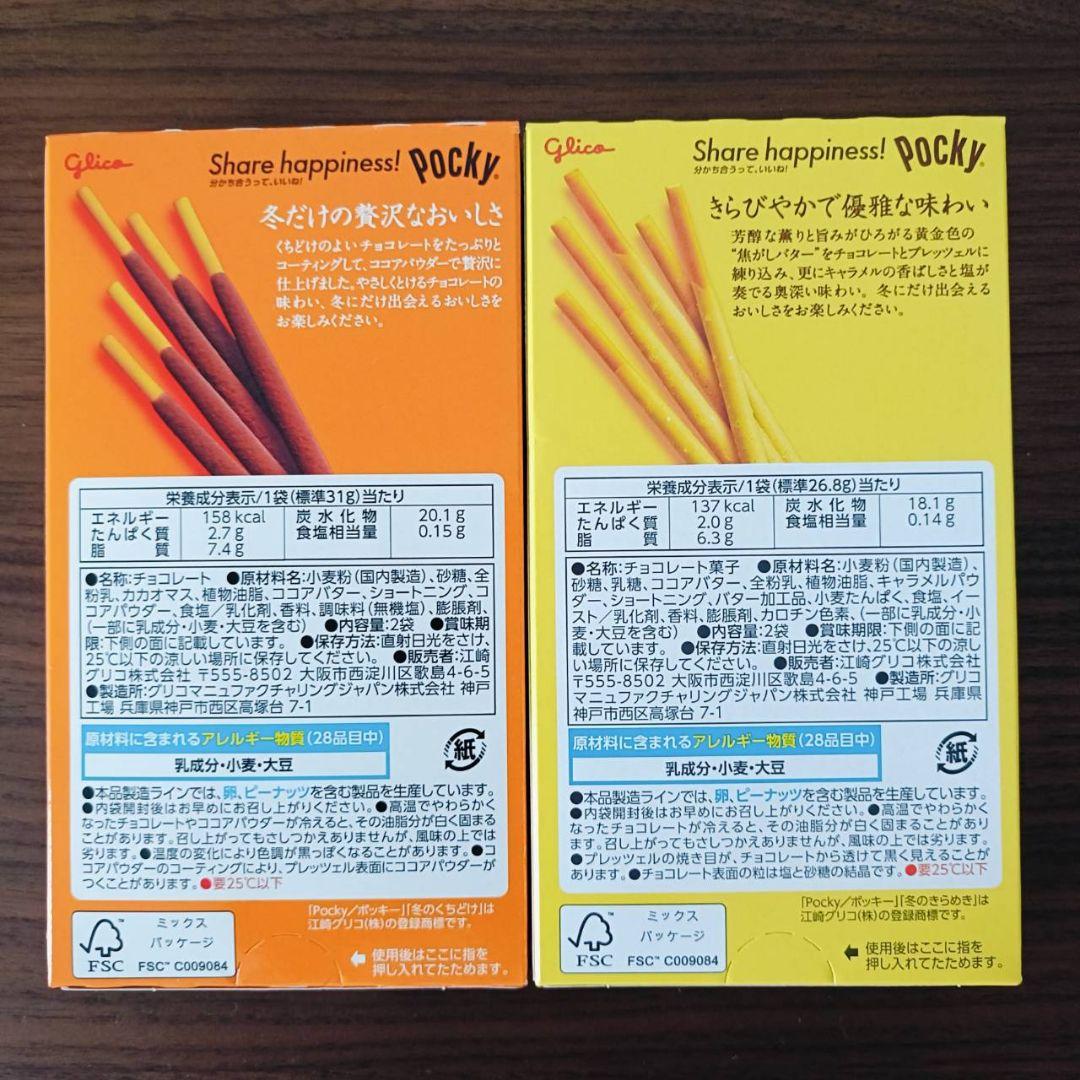 Glico
Share happiness!
分かち合うって、いいね!
Pocky
冬だけの贅沢なおいしさ
くちどけのよいチョコレートをたっぷりと
コーティングして、ココアパウダーで贅沢に
仕上げました。やさしくとけるチョコレートの
味わい、冬にだけ出会えるおいしさを
お楽しみください。
栄養成分表示/1袋(標準31g)当たり
エネルギー 158kcal 炭水化物 20.1g
たんぱく質 2.7g 食塩相当量 0.15g
脂質 7.4g
●名称:チョコレート ●原材料名:小麦粉(国内製造)、砂糖、全
粉乳、カカオマス、植物油脂、ココアバター、ショートニング、コ
コアパウダー、食塩/乳化剤、香料、調味料(無機塩)、膨脹剤、
(一部に乳成分・小麦・大豆を含む) ●内容量:2袋 ●賞味期
限:下側の面に記載しています。 ●保存方法:直射日光をさけ、
25℃以下の涼しい場所に保存してください。 ●販売者:江崎
グリコ株式会社 〒555-8502 大阪市西淀川区歌島4-6-5
●製造所:グリコマニュファクチャリングジャパン株式会社 神戸
工場 兵庫県神戸市西区高塚台 7-1
原材料に含まれるアレルギー物質(28品目中)
乳成分・小麦・大豆
紙
●本品製造ラインでは、卵、ピーナッツを含む製品を生産しています。
●内袋開封後はお早めにお召し上がりください。●高温でやわらかく
なったチョコレートやココアパウダーが冷えると、その油脂分が白く固まる
ことがあります。召し上がってもさしつかえありませんが、風味の上では
劣ります。●温度の変化により色調が黒っぽくなることがあります。●コ
コアパウダーのコーティングにより、プレッツェル表面にココアパウダーが
つくことがあります。●要25℃以下
「Pocky/ポッキー」「冬のくちどけ」は
江崎グリコ(株)の登録商標です。
ミックス
パッケージ
FSC
FSC™ C009084
使用後はここに指を
押し入れてたためます。
Glico
Share happiness!
分かち合うって、いいね!
Pocky
きらびやかで優雅な味わい
芳醇な薫りと旨みがひろがる黄金色の
“焦がしバター”をチョコレートとプレッツェルに
練り込み、更にキャラメルの香ばしさと塩が
奏でる奥深い味わい。冬にだけ出会える
おいしさをお楽しみください。
栄養成分表示/1袋(標準26.8g)当たり
エネルギー 137kcal 炭水化物 18.1g
たんぱく質 2.0g 食塩相当量 0.14g
脂質 6.3g
●名称:チョコレート菓子 ●原材料名:小麦粉(国内製造)、
砂糖、乳糖、ココアバター、全粉乳、植物油脂、キャラメルパウ
ダー、ショートニング、バター加工品、小麦たんぱく、食塩、イー
スト/乳化剤、香料、膨脹剤、カロチン色素、(一部に乳成分・小
麦・大豆を含む) ●内容量:2袋 ●賞味期限:下側の面に記
載しています。 ●保存方法:直射日光をさけ、25℃以下の涼し
い場所に保存してください。 ●販売者:江崎グリコ株式会社
〒555-8502 大阪市西淀川区歌島4-6-5 ●製造所:グリコ
マニュファクチャリングジャパン株式会社 神戸工場 兵庫県
神戸市西区高塚台 7-1
原材料に含まれるアレルギー物質(28品目中)
乳成分・小麦・大豆
紙
●本品製造ラインでは、卵、ピーナッツを含む製品を生産しています。
●内袋開封後はお早めにお召し上がりください。●高温でやわらかく
なったチョコレートが冷えると、その油脂分が白く固まることがあり
ます。召し上がってもさしつかえありませんが、風味の上では劣ります。
●プレッツェルの焼き目が、チョコレートから透けて黒く見えることが
あります。●チョコレート表面の粒は塩と砂糖の結晶です。●要25℃以下
「Pocky/ポッキー」「冬のきらめき」は
江崎グリコ(株)の登録商標です。
ミックス
パッケージ
FSC
FSC™ C009084
使用後はここに指を
押し入れてたためます。